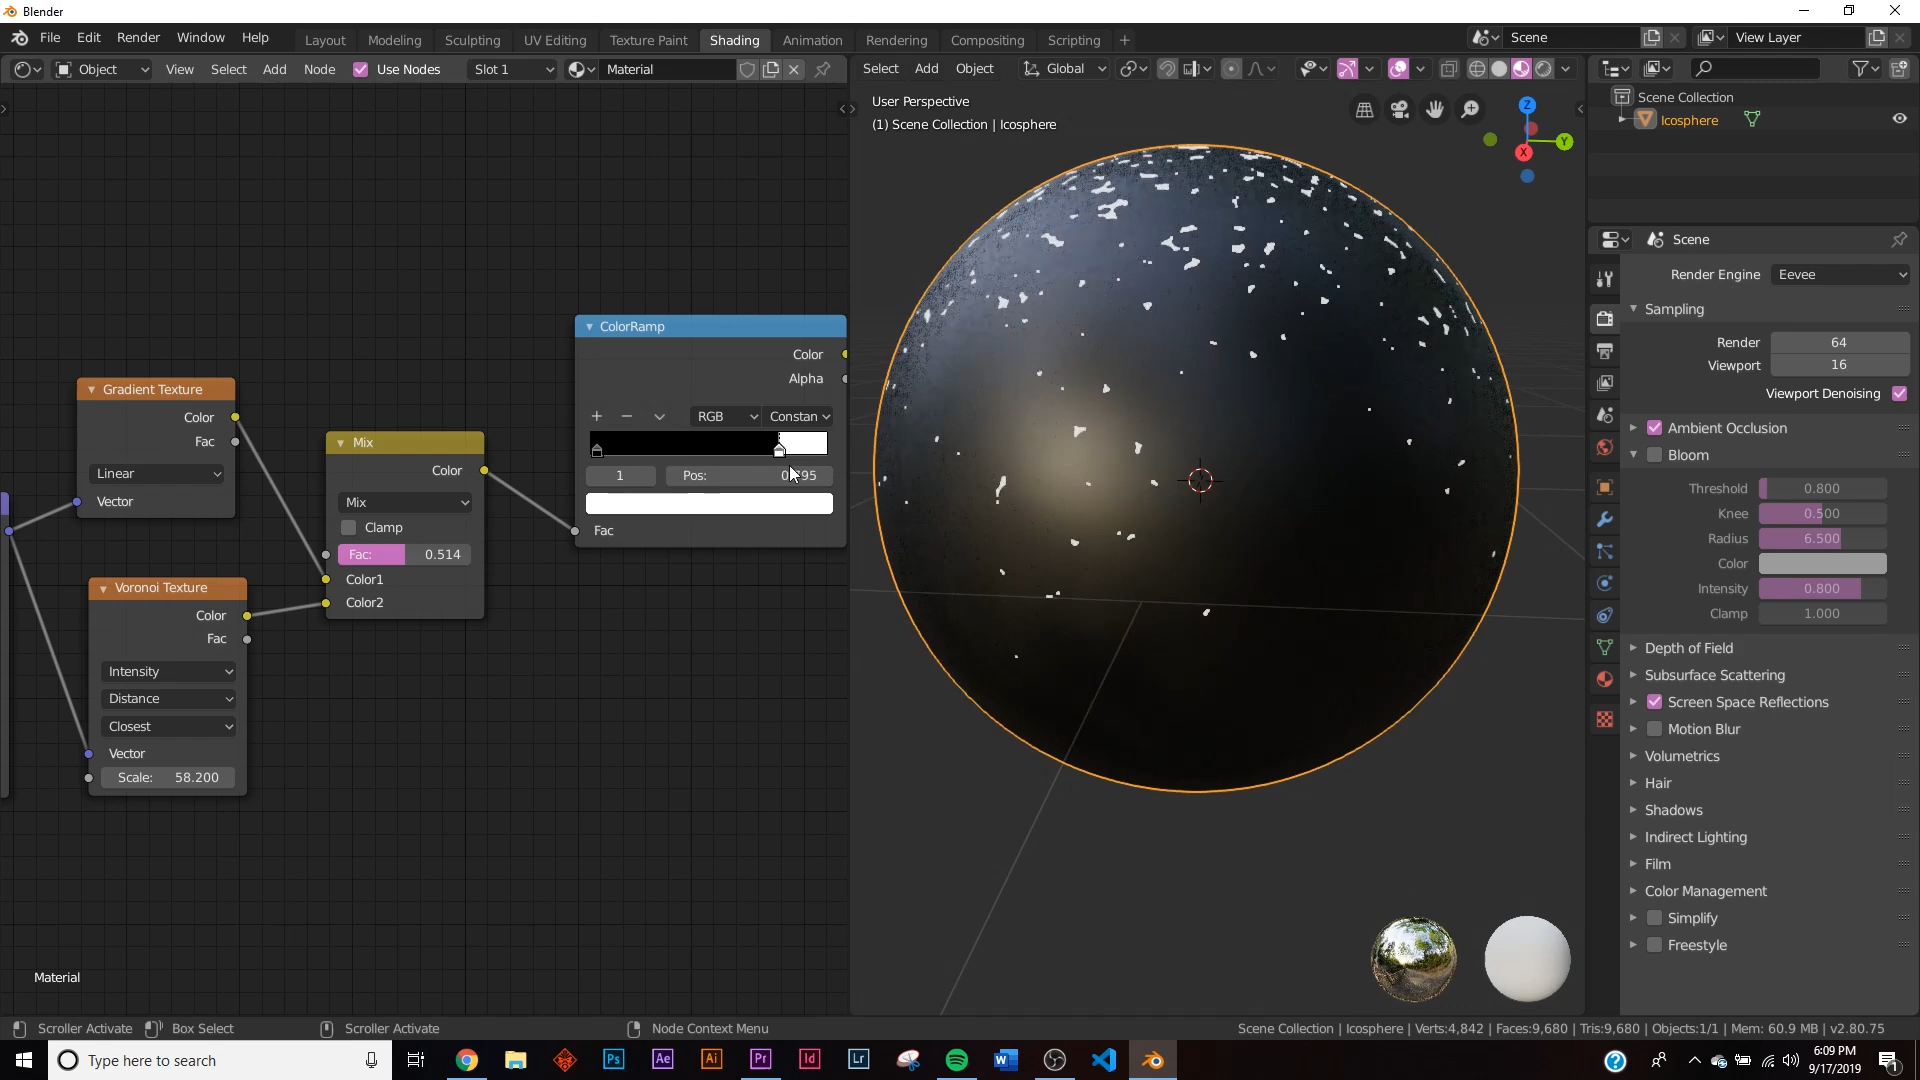 Blender
File Edit Render Window Help
Layout Modeling Sculpting UV Editing Texture Paint Shading Animation Rendering Compositing Scripting
Scene
View Layer
Object View Select Add Node Use Nodes Slot 1 Material
Select Add Object Global
User Perspective
(1) Scene Collection | Icosphere
Z
Y
X
Scene Collection
Icosphere
Scene
Render Engine Eevee
Sampling
Render 64
Viewport 16
Viewport Denoising
Ambient Occlusion
Bloom
Threshold 0.800
Knee 0.500
Radius 6.500
Color
Intensity 0.800
Clamp 1.000
Depth of Field
Subsurface Scattering
Screen Space Reflections
Motion Blur
Volumetrics
Hair
Shadows
Indirect Lighting
Film
Color Management
Simplify
Freestyle
Gradient Texture
Color
Fac
Linear
Vector
Voronoi Texture
Color
Fac
Intensity
Distance
Closest
Vector
Scale: 58.200
Mix
Color
Mix
Clamp
Fac: 0.514
Color1
Color2
ColorRamp
Color
Alpha
RGB Constan
1 Pos:
Fac
Material
Scroller Activate Box Select Scroller Activate Node Context Menu
Scene Collection | Icosphere | Verts:4,842 | Faces:9,680 | Tris:9,680 | Objects:1/1 | Mem: 60.9 MB | v2.80.75
Type here to search
Ps Ae Ai Pr Id Lr
6:09 PM
9/17/2019
1